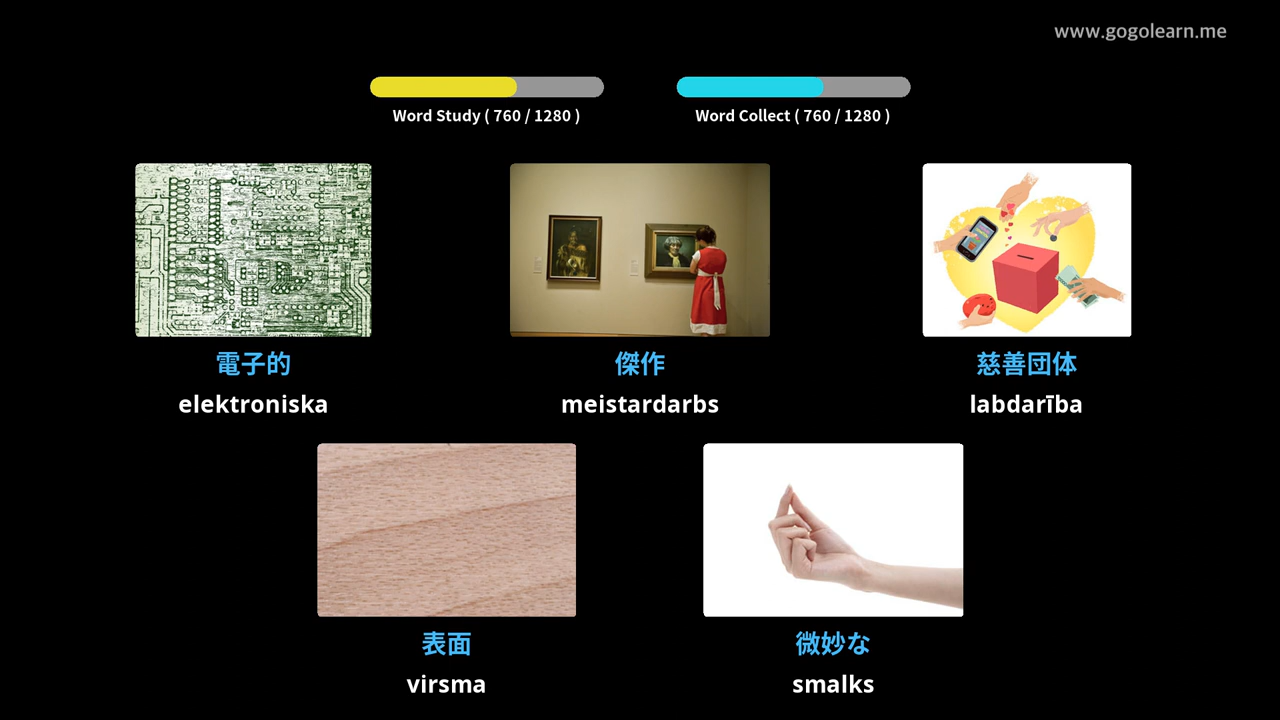 www.gogolearn.me
Word Study ( 760 / 1280 )
Word Collect ( 760 / 1280 )
電子的
elektroniska
傑作
meistardarbs
慈善団体
labdarība
表面
virsma
微妙な
smalks